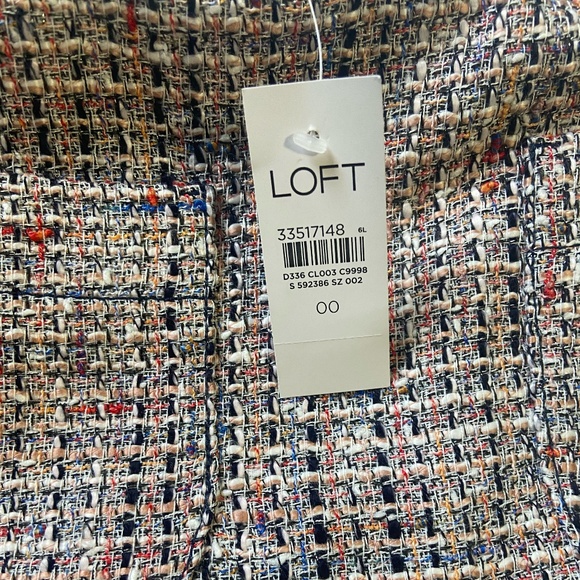 LOFT
33517148 6L
D336 CL003 C9998
S 592386 SZ 002
00